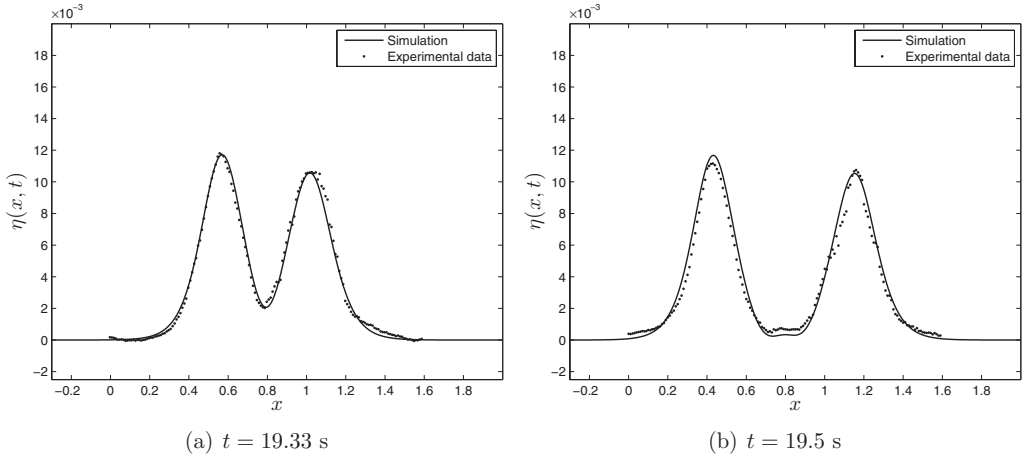 ×10⁻³
18
16
14
12
10
8
6
4
2
0
−2
η(x, t)
Simulation
Experimental data
−0.2 0 0.2 0.4 0.6 0.8 1 1.2 1.4 1.6 1.8
x
(a) t = 19.33 s
×10⁻³
18
16
14
12
10
8
6
4
2
0
−2
η(x, t)
Simulation
Experimental data
−0.2 0 0.2 0.4 0.6 0.8 1 1.2 1.4 1.6 1.8
x
(b) t = 19.5 s